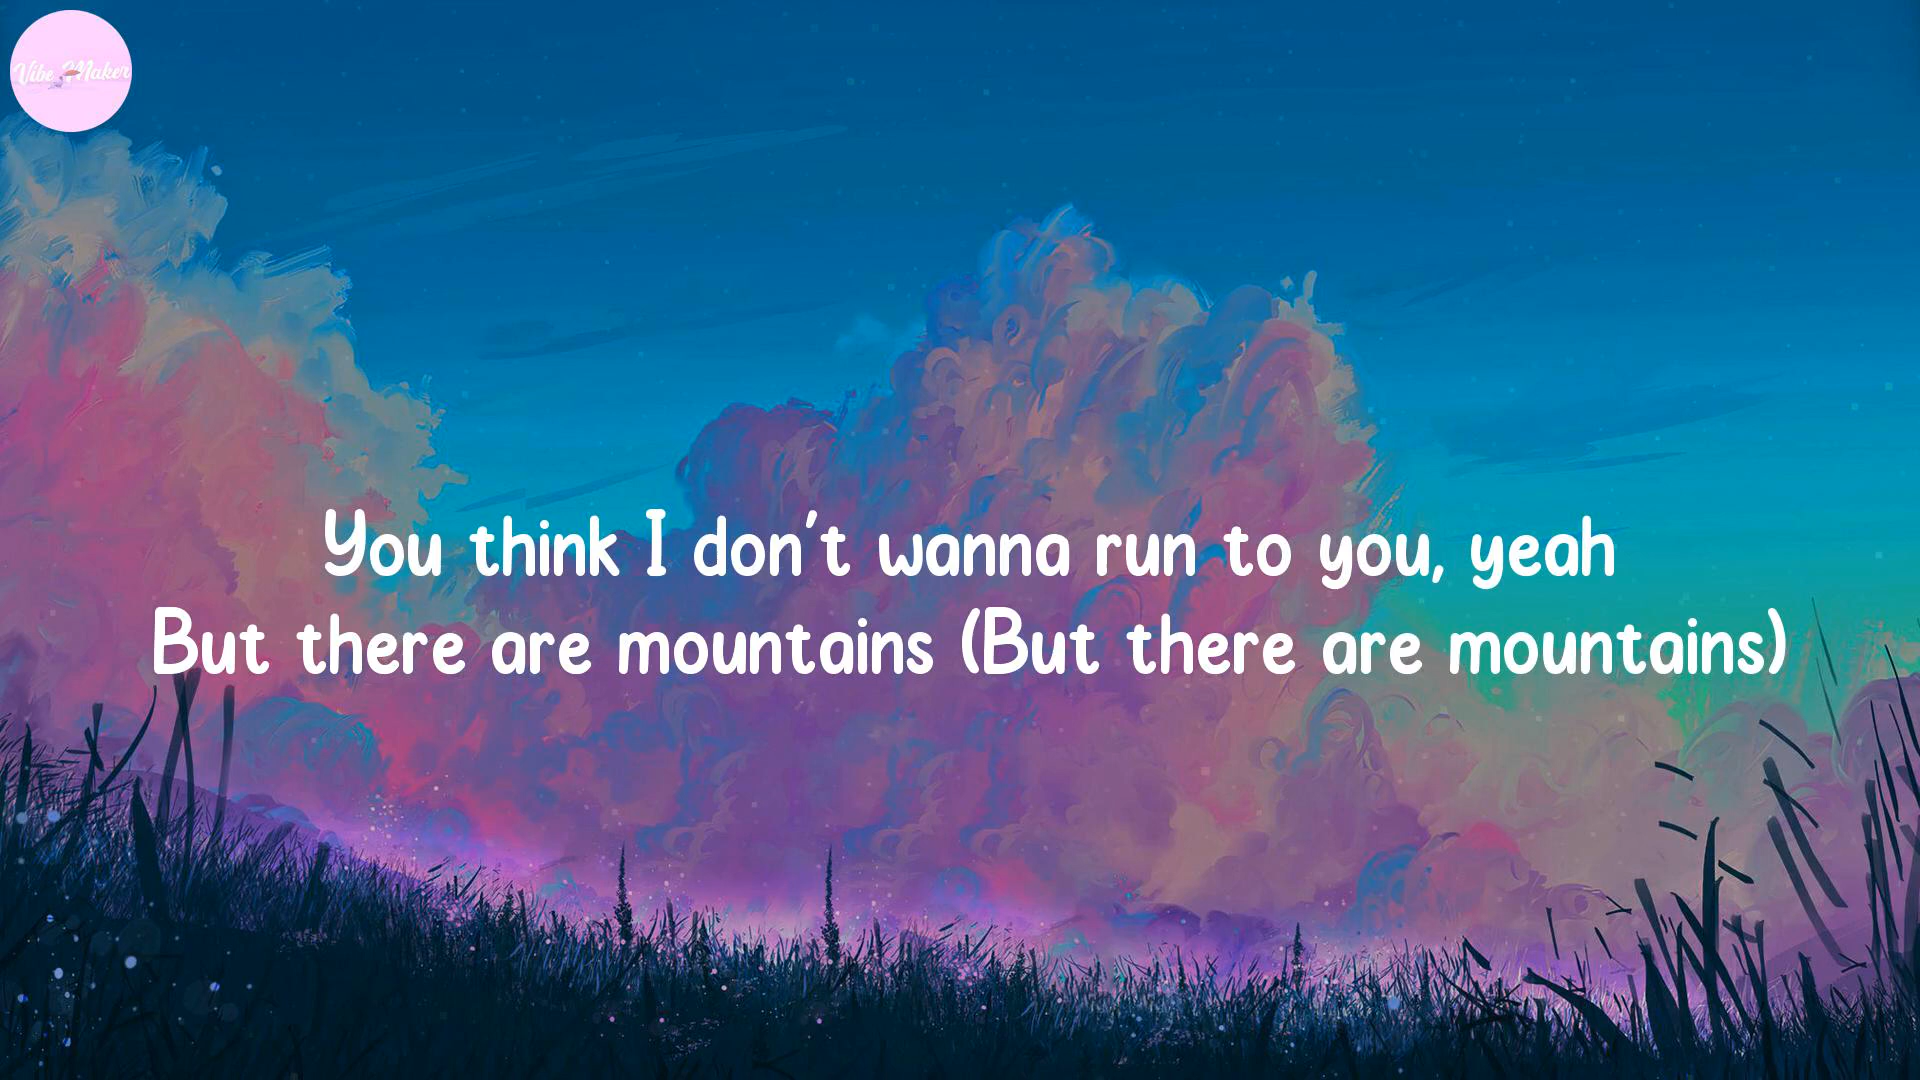 Vibe Maker
You think I don't wanna run to you, yeah
But there are mountains (But there are mountains)